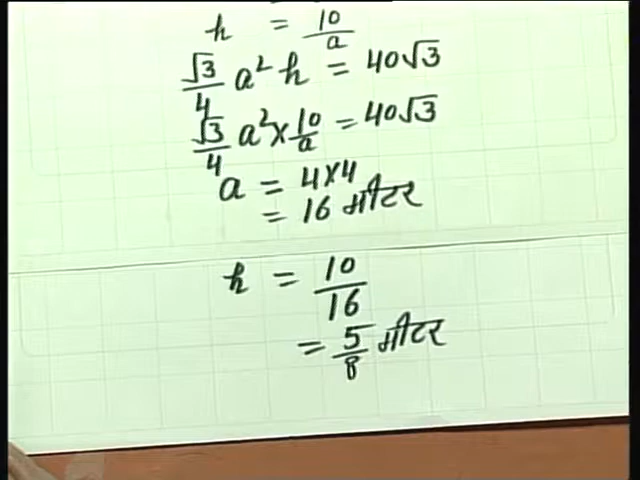 h = 10/a
√3/4 a² h = 40√3
√3/4 a² × 10/a = 40√3
a = 4×4
= 16 मीटर
h = 10/16
= 5/8 मीटर